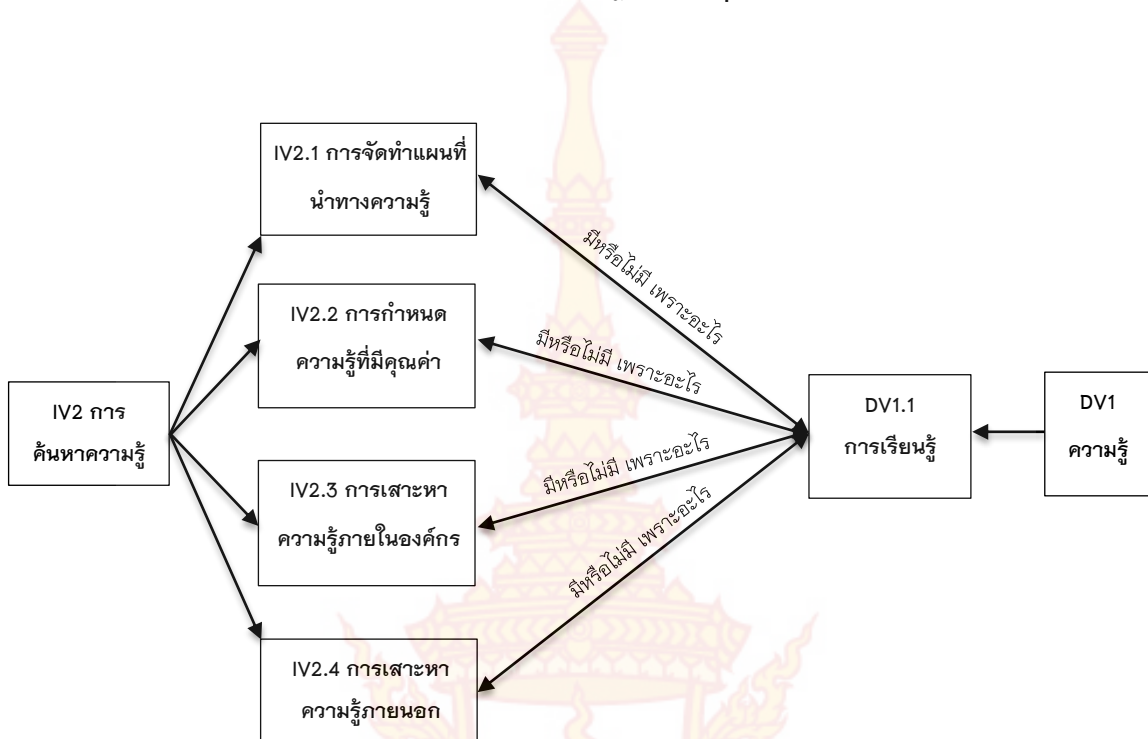 IV2.1 การจัดทำแผนที่
นำทางความรู้
มีหรือไม่มี เพราะอะไร
IV2.2 การกำหนด
ความรู้ที่มีคุณค่า
มีหรือไม่มี เพราะอะไร
IV2 การ
ค้นหาความรู้
DV1.1
การเรียนรู้
DV1
ความรู้
IV2.3 การเสาะหา
ความรู้ภายในองค์กร
มีหรือไม่มี เพราะอะไร
มีหรือไม่มี เพราะอะไร
IV2.4 การเสาะหา
ความรู้ภายนอก